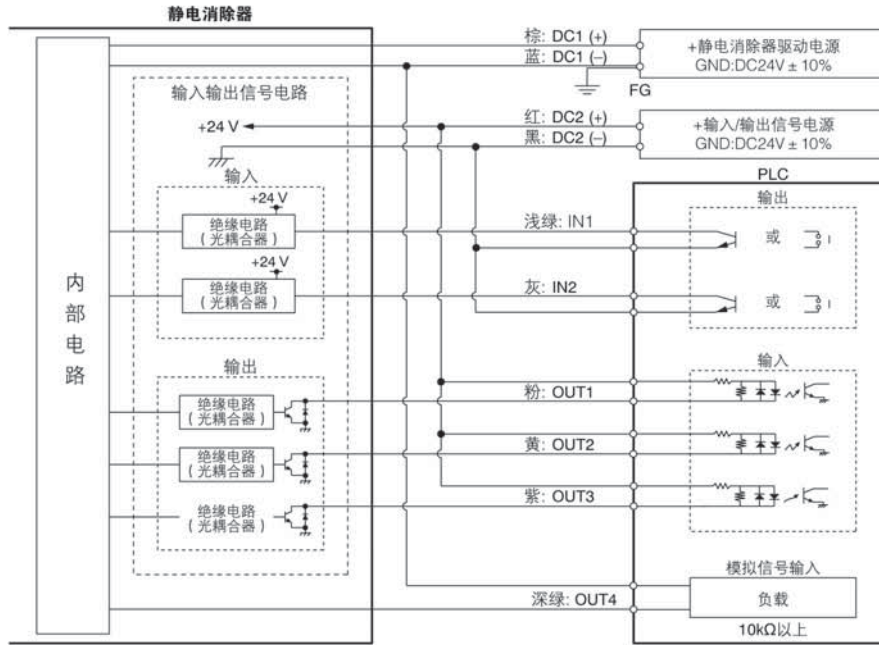 静电消除器
棕: DC1 (+)
蓝: DC1 (–)
+静电消除器驱动电源
GND:DC24V ± 10%
FG
输入输出信号电路
+24 V
红: DC2 (+)
黑: DC2 (–)
+输入/输出信号电源
GND:DC24V ± 10%
PLC
输入
+24 V
绝缘电路
(光耦合器)
浅绿: IN1
输出
或
+24 V
绝缘电路
(光耦合器)
灰: IN2
或
内部电路
输出
绝缘电路
(光耦合器)
粉: OUT1
输入
绝缘电路
(光耦合器)
黄: OUT2
绝缘电路
(光耦合器)
紫: OUT3
模拟信号输入
深绿: OUT4
负载
10kΩ以上